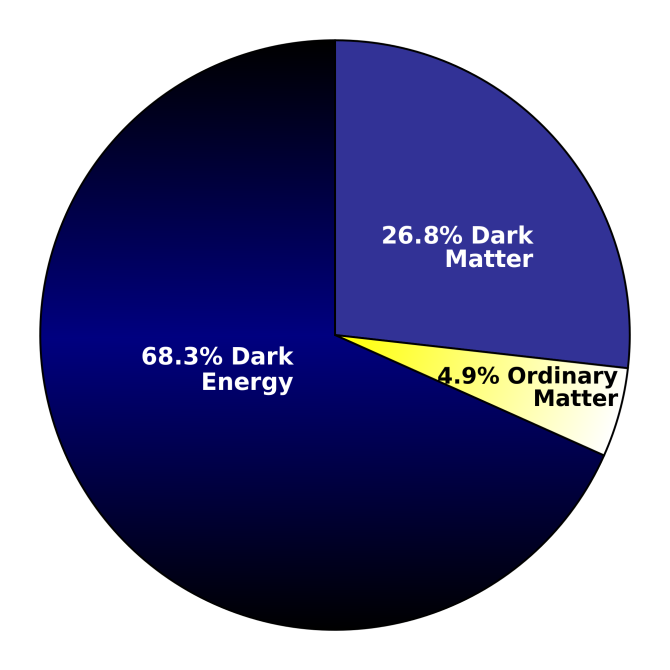 26.8% Dark
Matter
68.3% Dark
Energy
4.9% Ordinary
Matter